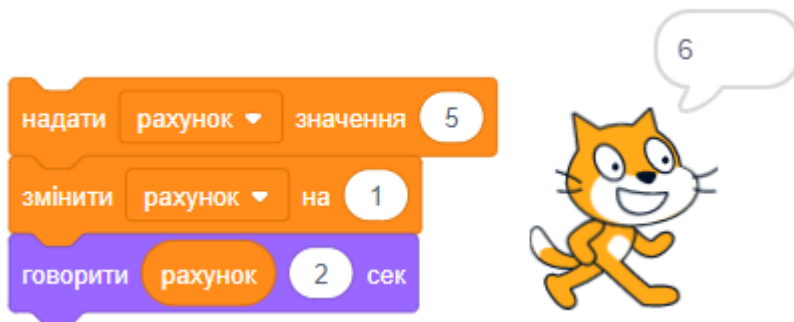 6
надати рахунок значення 5
змінити рахунок на 1
говорити рахунок 2 сек